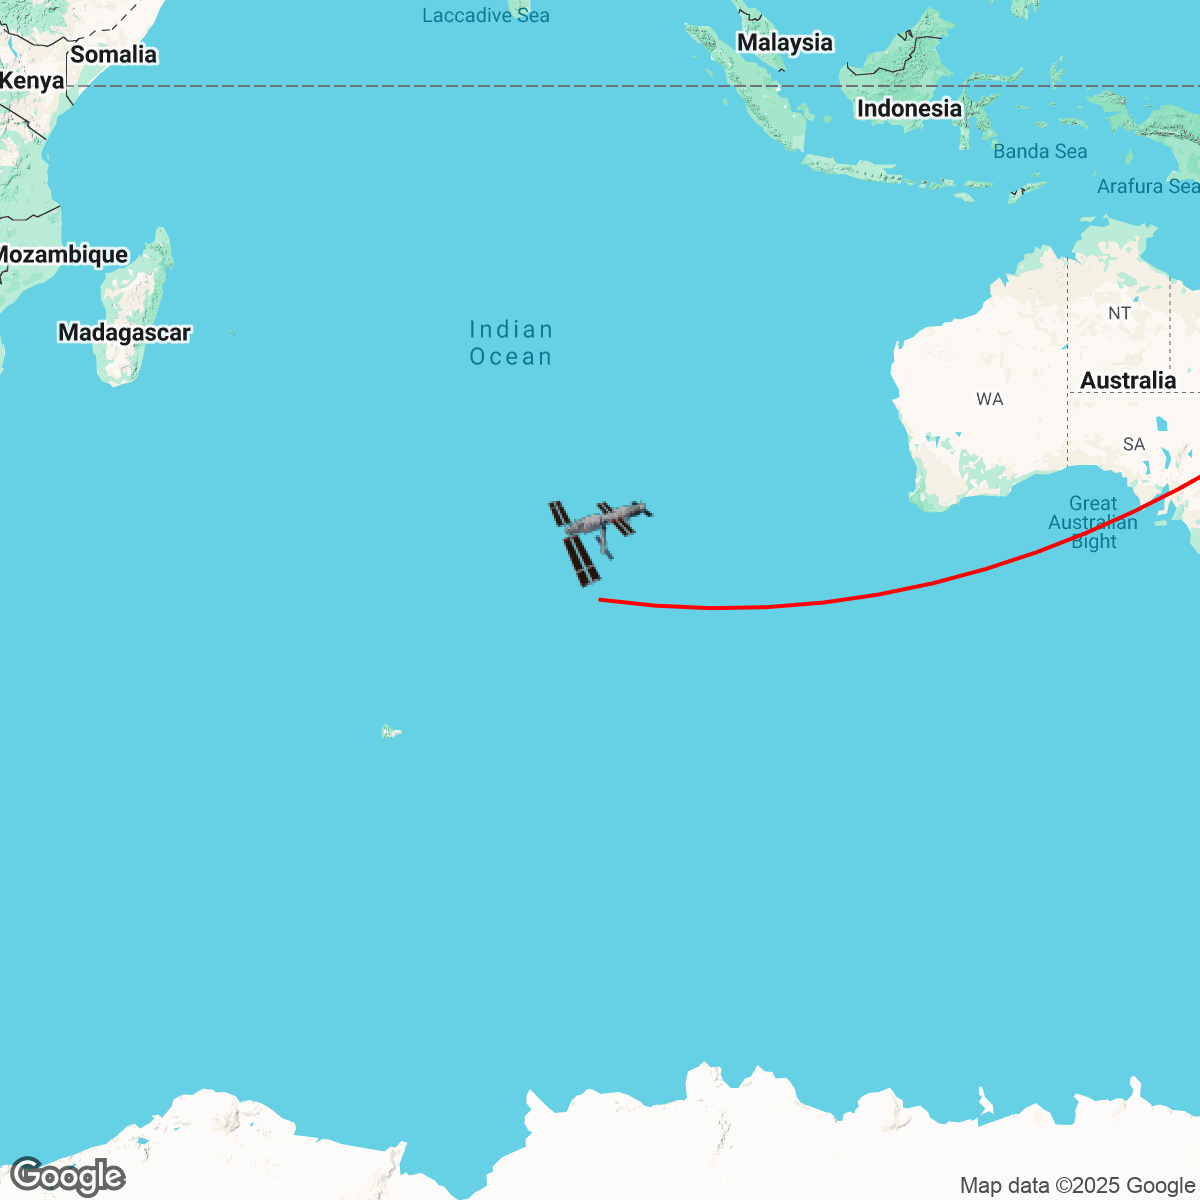 Laccadive Sea
Somalia
Malaysia
Kenya
Indonesia
Banda Sea
Arafura Sea
Mozambique
Madagascar
Indian
Ocean
NT
Australia
WA
SA
Great
Australian
Bight
Google
Map data ©2025 Google